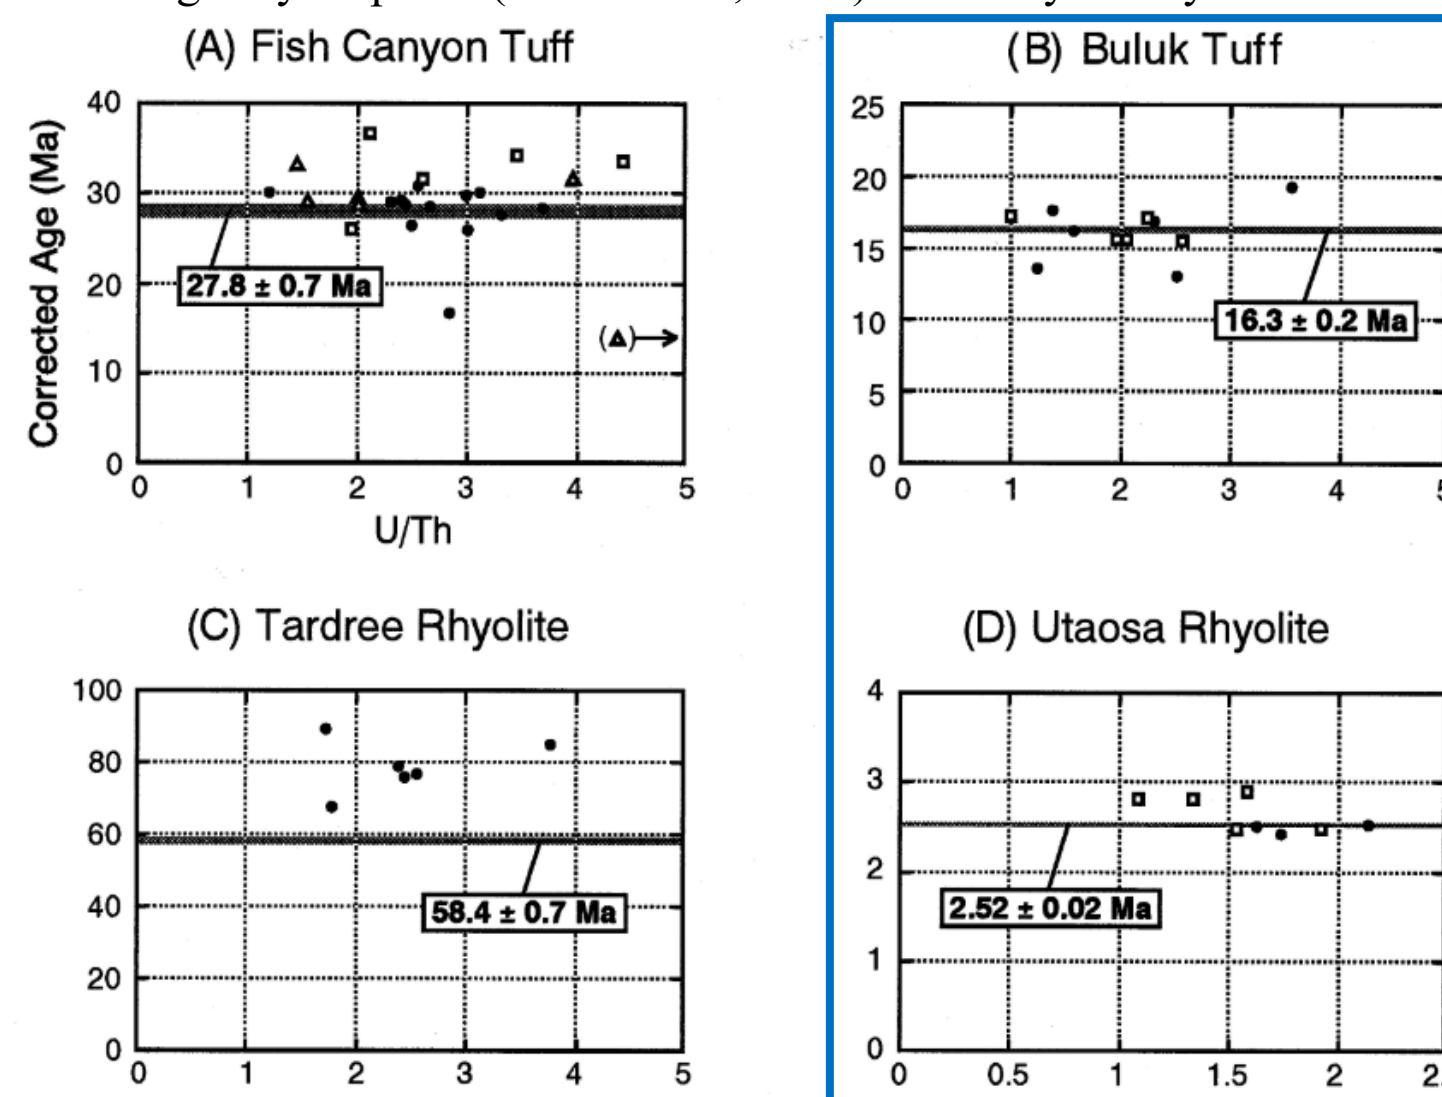 (A) Fish Canyon Tuff
40
30
20
10
0
Corrected Age (Ma)
27.8 ± 0.7 Ma
( )
0 1 2 3 4 5
U/Th
(B) Buluk Tuff
25
20
15
10
5
0
16.3 ± 0.2 Ma
0 1 2 3 4
(C) Tardree Rhyolite
100
80
60
40
20
0
58.4 ± 0.7 Ma
0 1 2 3 4 5
(D) Utaosa Rhyolite
4
3
2
1
0
2.52 ± 0.02 Ma
0 0.5 1 1.5 2